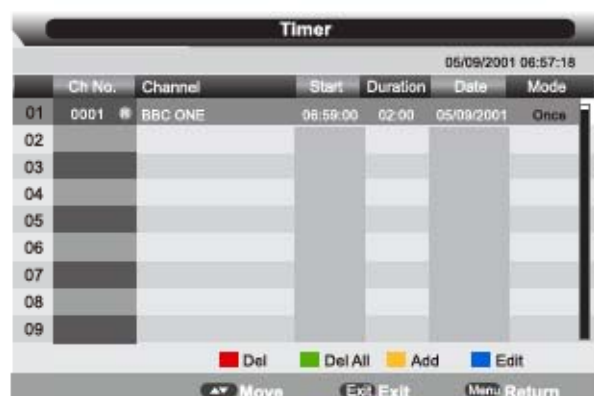 Timer
05/09/2001 06:57:18
Ch No. Channel Start Duration Date Mode
01 0001 BBC ONE 06:59:00 02:00 05/09/2001 Once
02
03
04
05
06
07
08
09
Del Del All Add Edit
Move Exit Exit Menu Return